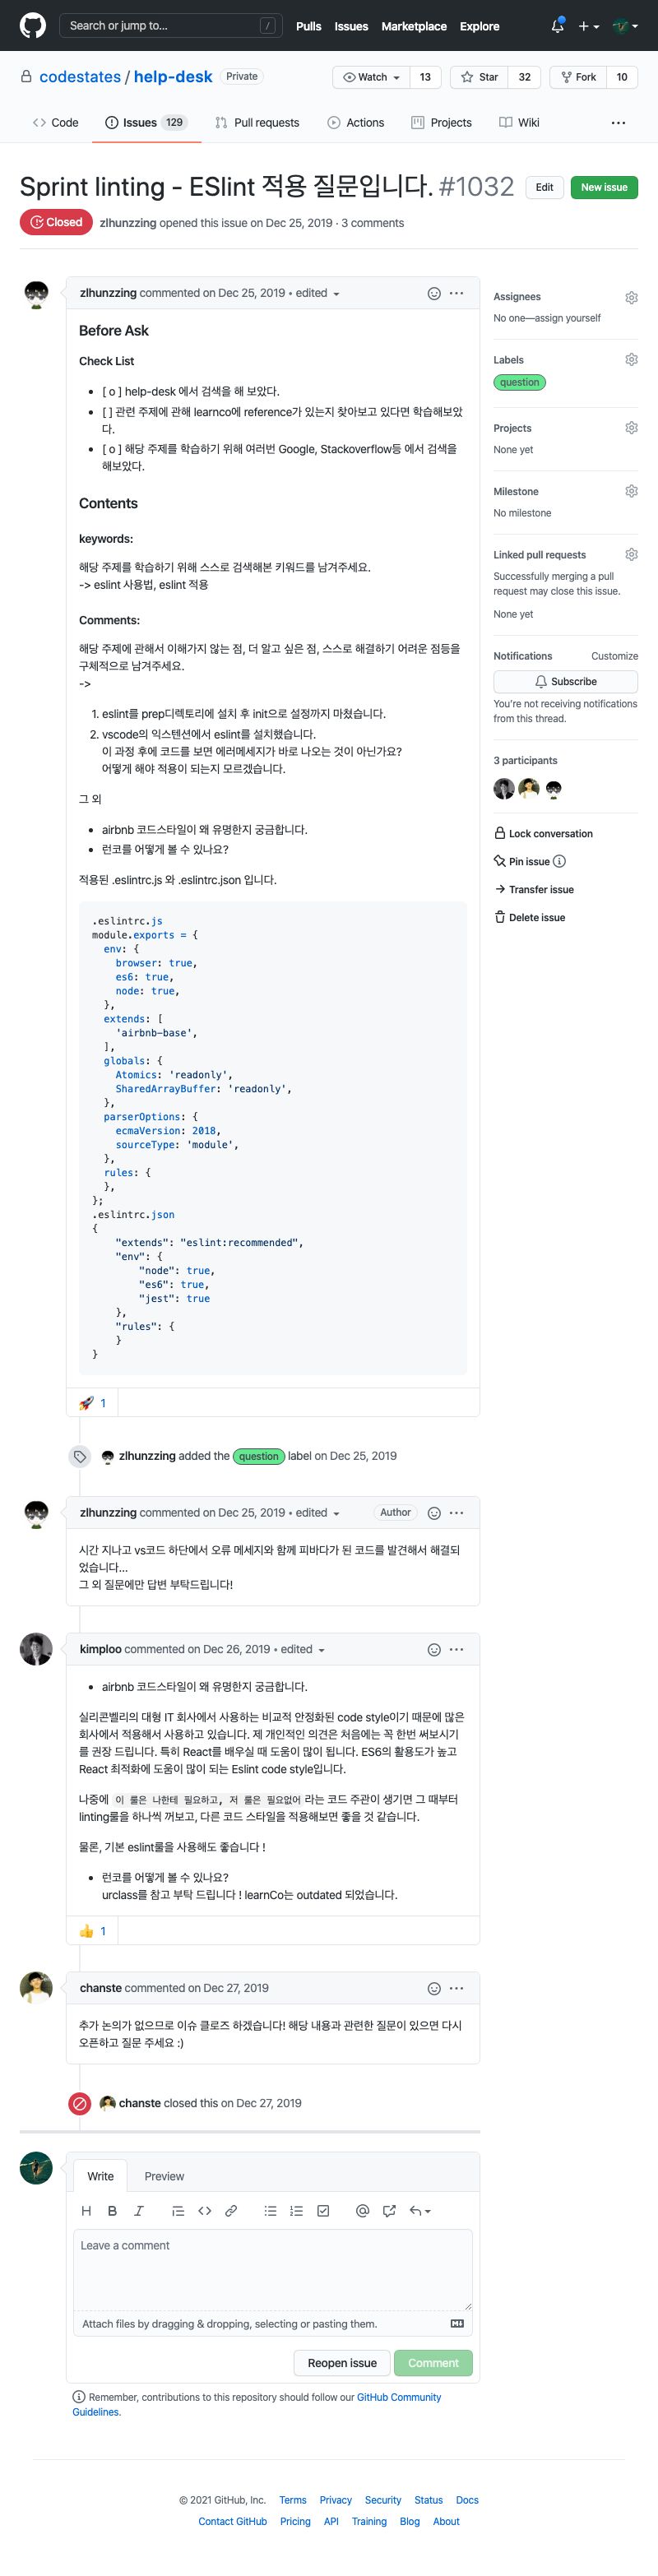 Search or jump to...
/
Pulls Issues Marketplace Explore
codestates / help-desk Private
Watch 13 Star 32 Fork 10
Code Issues 129 Pull requests Actions Projects Wiki ...
Sprint linting - ESlint 적용 질문입니다. #1032
Edit New issue
Closed zlhunzzing opened this issue on Dec 25, 2019 · 3 comments
zlhunzzing commented on Dec 25, 2019 • edited
Before Ask
Check List
• [ o ] help-desk 에서 검색을 해 보았다.
• [ ] 관련 주제에 관해 learnco에 reference가 있는지 찾아보고 있다면 학습해보았
다.
• [ o ] 해당 주제를 학습하기 위해 여러번 Google, Stackoverflow등 에서 검색을
해보았다.
Contents
keywords:
해당 주제를 학습하기 위해 스스로 검색해본 키워드를 남겨주세요.
-> eslint 사용법, eslint 적용
Comments:
해당 주제에 관해서 이해가지 않는 점, 더 알고 싶은 점, 스스로 해결하기 어려운 점등을
구체적으로 남겨주세요.
->
1. eslint를 prep디렉토리에 설치 후 init으로 설정까지 마쳤습니다.
2. vscode의 익스텐션에서 eslint를 설치했습니다.
이 과정 후에 코드를 보면 에러메세지가 바로 나오는 것이 아닌가요?
어떻게 해야 적용이 되는지 모르겠습니다.
그 외
• airbnb 코드스타일이 왜 유명한지 궁금합니다.
• 런코를 어떻게 볼 수 있나요?
적용된 .eslintrc.js 와 .eslintrc.json 입니다.
.eslintrc.js
module.exports = {
  env: {
    browser: true,
    es6: true,
    node: true,
  },
  extends: [
    'airbnb-base',
  ],
  globals: {
    Atomics: 'readonly',
    SharedArrayBuffer: 'readonly',
  },
  parserOptions: {
    ecmaVersion: 2018,
    sourceType: 'module',
  },
  rules: {
  },
};
.eslintrc.json
{
    "extends": "eslint:recommended",
    "env": {
        "node": true,
        "es6": true,
        "jest": true
    },
    "rules": {
    }
}
🚀 1
zlhunzzing added the question label on Dec 25, 2019
zlhunzzing commented on Dec 25, 2019 • edited Author
시간 지나고 vs코드 하단에서 오류 메세지와 함께 피바다가 된 코드를 발견해서 해결되
었습니다...
그 외 질문에만 답변 부탁드립니다!
kimploo commented on Dec 26, 2019 • edited
• airbnb 코드스타일이 왜 유명한지 궁금합니다.
실리콘벨리의 대형 IT 회사에서 사용하는 비교적 안정화된 code style이기 때문에 많은
회사에서 적용해서 사용하고 있습니다. 제 개인적인 의견은 처음에는 꼭 한번 써보시기
를 권장 드립니다. 특히 React를 배우실 때 도움이 많이 됩니다. ES6의 활용도가 높고
React 최적화에 도움이 많이 되는 Eslint code style입니다.
나중에 이 룰은 나한테 필요하고, 저 룰은 필요없어 라는 코드 주관이 생기면 그 때부터
linting룰을 하나씩 꺼보고, 다른 코드 스타일을 적용해보면 좋을 것 같습니다.
물론, 기본 eslint룰을 사용해도 좋습니다 !
• 런코를 어떻게 볼 수 있나요?
urclass를 참고 부탁 드립니다 ! learnCo는 outdated 되었습니다.
👍 1
chanste commented on Dec 27, 2019
추가 논의가 없으므로 이슈 클로즈 하겠습니다! 해당 내용과 관련한 질문이 있으면 다시
오픈하고 질문 주세요 :)
chanste closed this on Dec 27, 2019
Write Preview
Leave a comment
Attach files by dragging & dropping, selecting or pasting them.
Reopen issue Comment
Remember, contributions to this repository should follow our GitHub Community
Guidelines.
Assignees
No one—assign yourself
Labels
question
Projects
None yet
Milestone
No milestone
Linked pull requests
Successfully merging a pull
request may close this issue.
None yet
Notifications Customize
Subscribe
You're not receiving notifications
from this thread.
3 participants
Lock conversation
Pin issue
Transfer issue
Delete issue
© 2021 GitHub, Inc. Terms Privacy Security Status Docs
Contact GitHub Pricing API Training Blog About